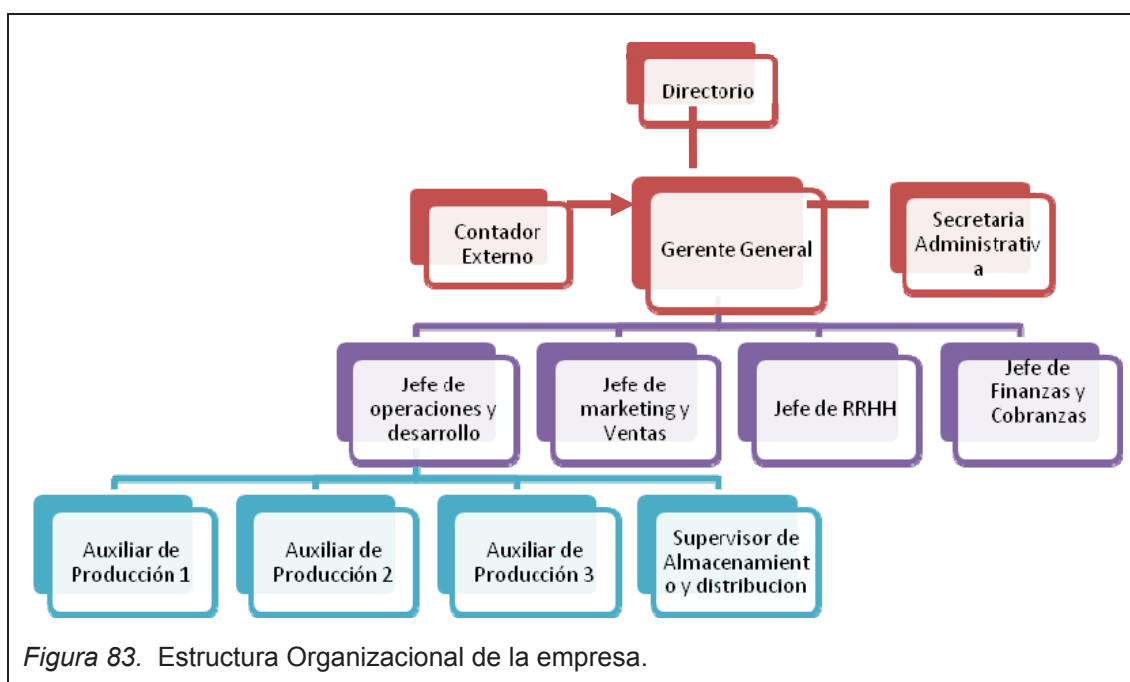 Directorio
Contador
Externo
Gerente General
Secretaria
Administrativ
a
Jefe de
operaciones y
desarrollo
Jefe de
marketing y
Ventas
Jefe de RRHH
Jefe de
Finanzas y
Cobranzas
Auxiliar de
Producción 1
Auxiliar de
Producción 2
Auxiliar de
Producción 3
Supervisor de
Almacenamient
o y distribucion
Figura 83. Estructura Organizacional de la empresa.